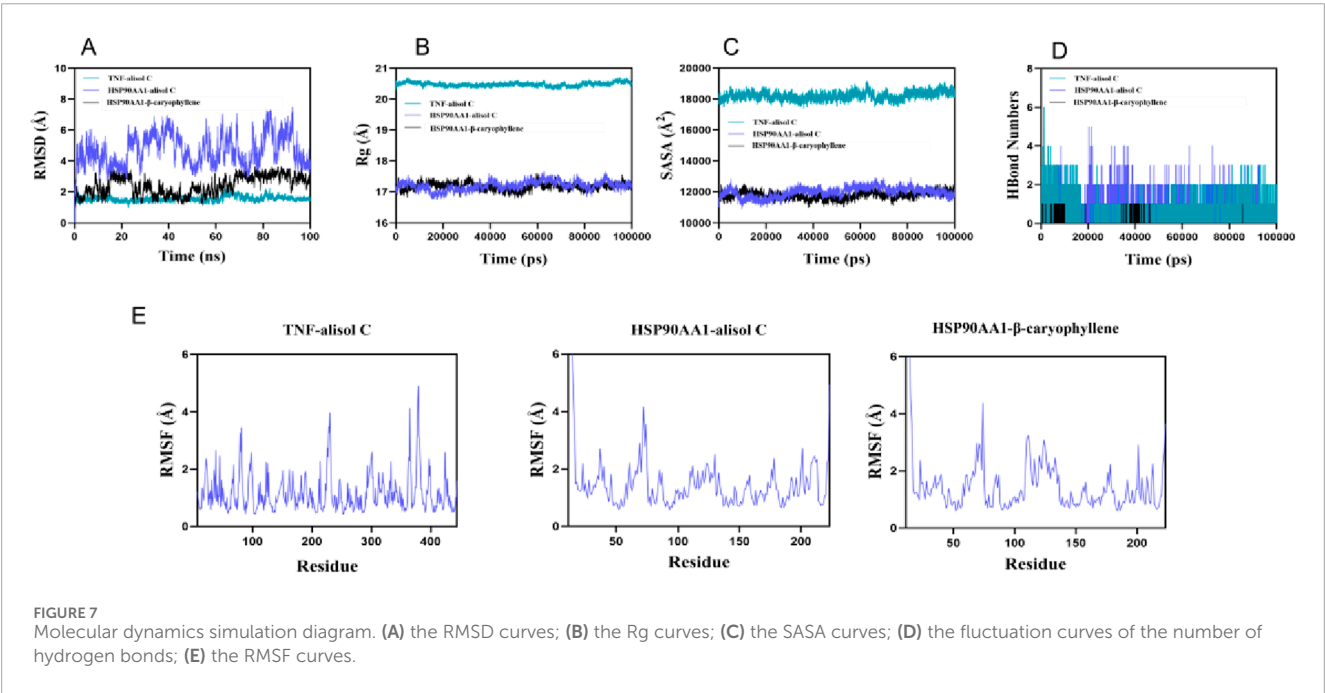 A
10
8
6
4
2
0
RMSD (Å)
TNF-alisol C
HSP90AA1-alisol C
HSP90AA1-β-caryophyllene
0 20 40 60 80 100
Time (ns)
B
21
20
19
18
17
16
Rg (Å)
TNF-alisol C
HSP90AA1-alisol C
HSP90AA1-β-caryophyllene
0 20000 40000 60000 80000 100000
Time (ps)
C
20000
18000
16000
14000
12000
10000
SASA (Å²)
TNF-alisol C
HSP90AA1-alisol C
HSP90AA1-β-caryophyllene
0 20000 40000 60000 80000 100000
Time (ps)
D
8
6
4
2
0
HBond Numbers
TNF-alisol C
HSP90AA1-alisol C
HSP90AA1-β-caryophyllene
0 20000 40000 60000 80000 100000
Time (ps)
E
TNF-alisol C
6
4
2
0
RMSF (Å)
100 200 300 400
Residue
HSP90AA1-alisol C
6
4
2
0
RMSF (Å)
50 100 150 200
Residue
HSP90AA1-β-caryophyllene
6
4
2
0
RMSF (Å)
50 100 150 200
Residue
FIGURE 7
Molecular dynamics simulation diagram. (A) the RMSD curves; (B) the Rg curves; (C) the SASA curves; (D) the fluctuation curves of the number of
hydrogen bonds; (E) the RMSF curves.